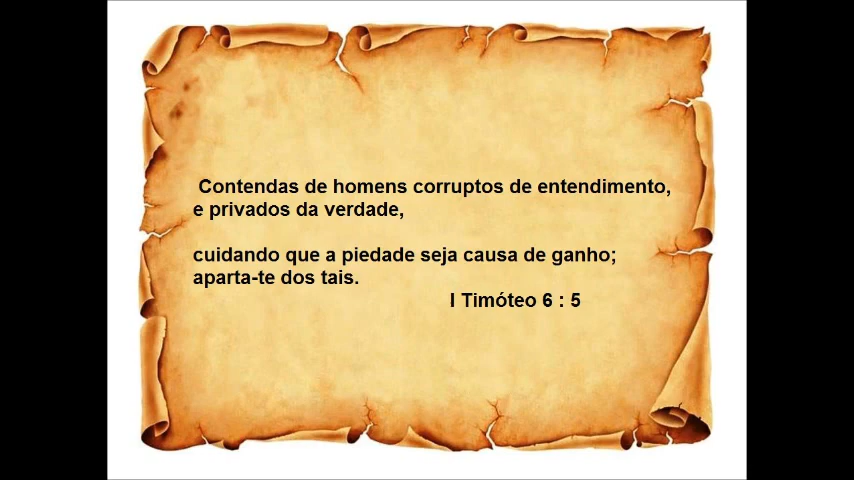 Contendas de homens corruptos de entendimento,
e privados da verdade,
cuidando que a piedade seja causa de ganho;
aparta-te dos tais.
I Timóteo 6 : 5